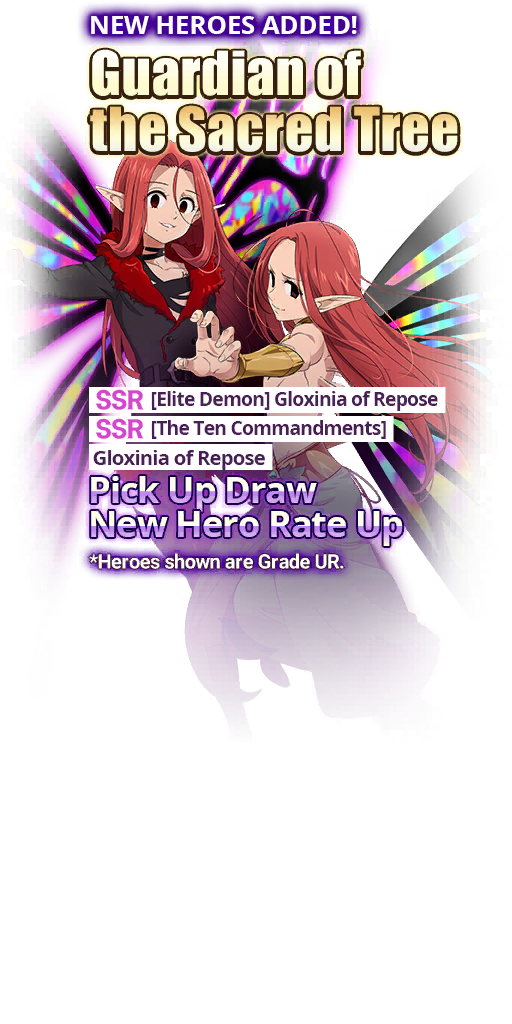 NEW HEROES ADDED!
Guardian of
the Sacred Tree
SSR [Elite Demon] Gloxinia of Repose
SSR [The Ten Commandments]
Gloxinia of Repose
Pick Up Draw
New Hero Rate Up
*Heroes shown are Grade UR.